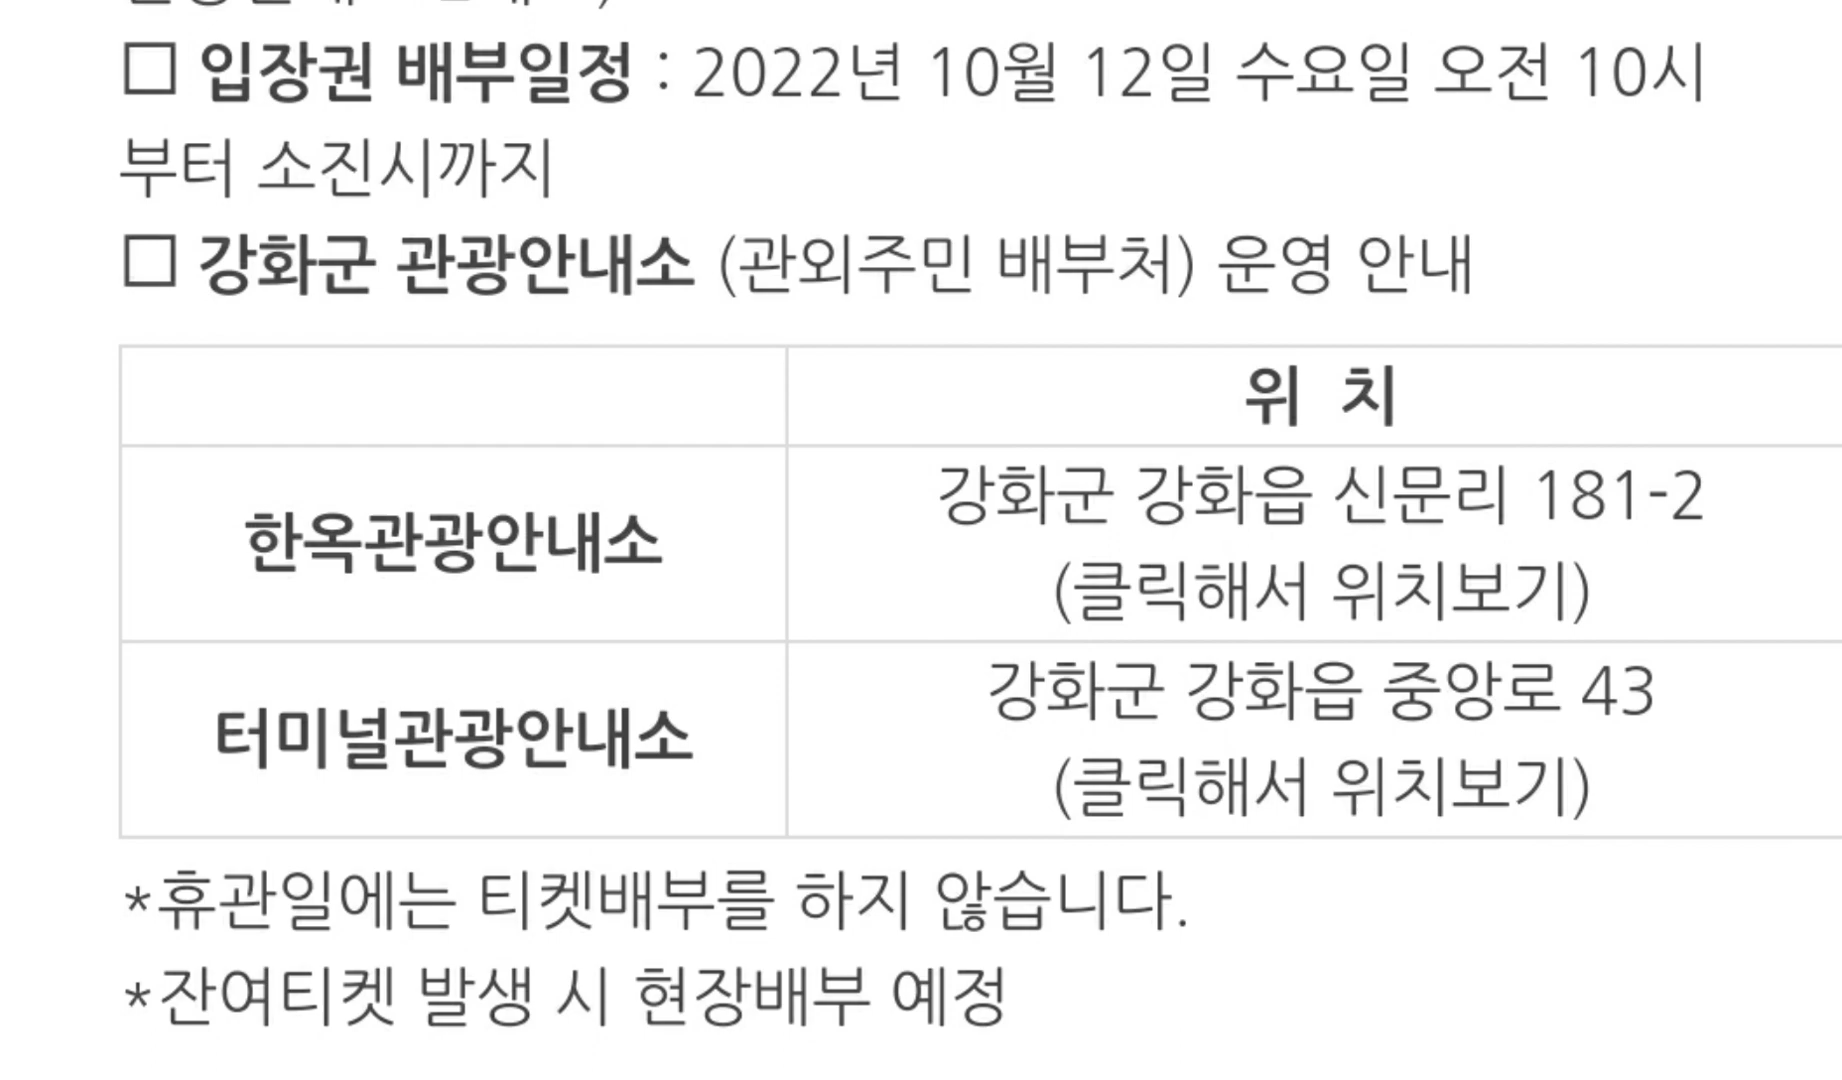 □ 입장권 배부일정 : 2022년 10월 12일 수요일 오전 10시
부터 소진시까지
□ 강화군 관광안내소 (관외주민 배부처) 운영 안내
위 치
한옥관광안내소
강화군 강화읍 신문리 181-2
(클릭해서 위치보기)
터미널관광안내소
강화군 강화읍 중앙로 43
(클릭해서 위치보기)
*휴관일에는 티켓배부를 하지 않습니다.
*잔여티켓 발생 시 현장배부 예정